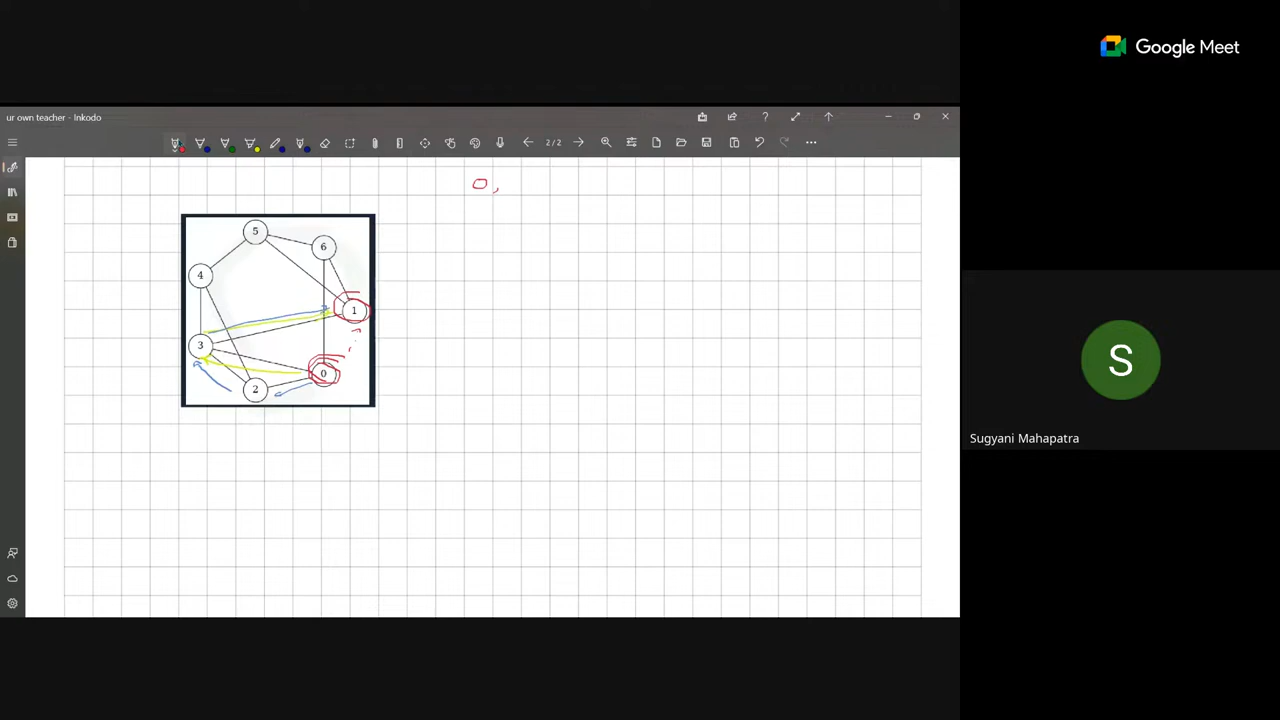 Google Meet
ur own teacher - Inkodo
2/2
0,
5
6
4
1
3
0
2
S
Sugyani Mahapatra